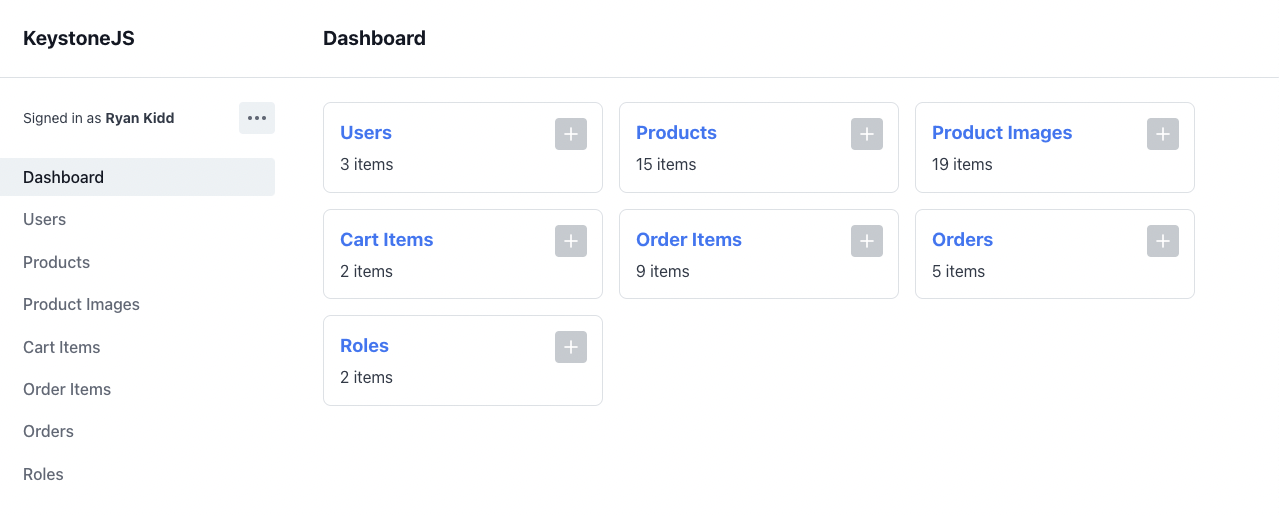 KeystoneJS
Dashboard
Signed in as Ryan Kidd
Dashboard
Users
Products
Product Images
Cart Items
Order Items
Orders
Roles
Users
3 items
Products
15 items
Product Images
19 items
Cart Items
2 items
Order Items
9 items
Orders
5 items
Roles
2 items